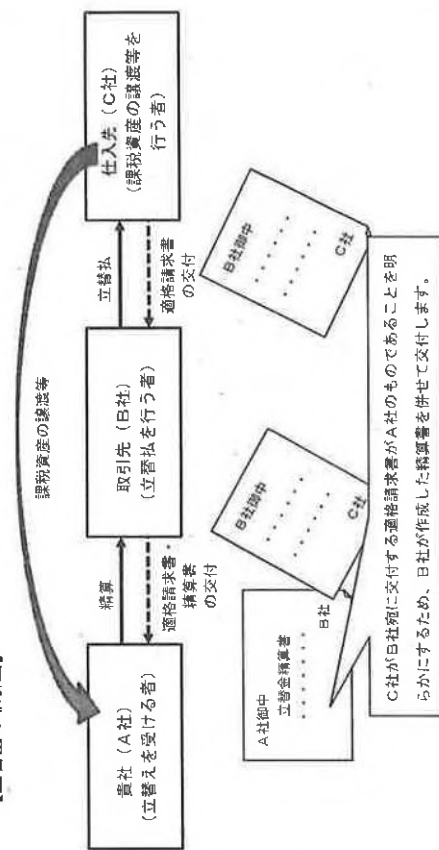 課税資産の譲渡等
貴社（A社）
（立替えを受ける者）
精算
適格請求書・
精算書
の交付
取引先（B社）
（立替払を行う者）
立替払
適格請求書
の交付
仕入先（C社）
（課税資産の譲渡等を
行う者）
A社御中
立替金精算書
B社
B社御中
C社
B社御中
C社
C社がB社宛に交付する適格請求書がA社のものであることを明
らかにするため、B社が作成した精算書を併せて交付します。